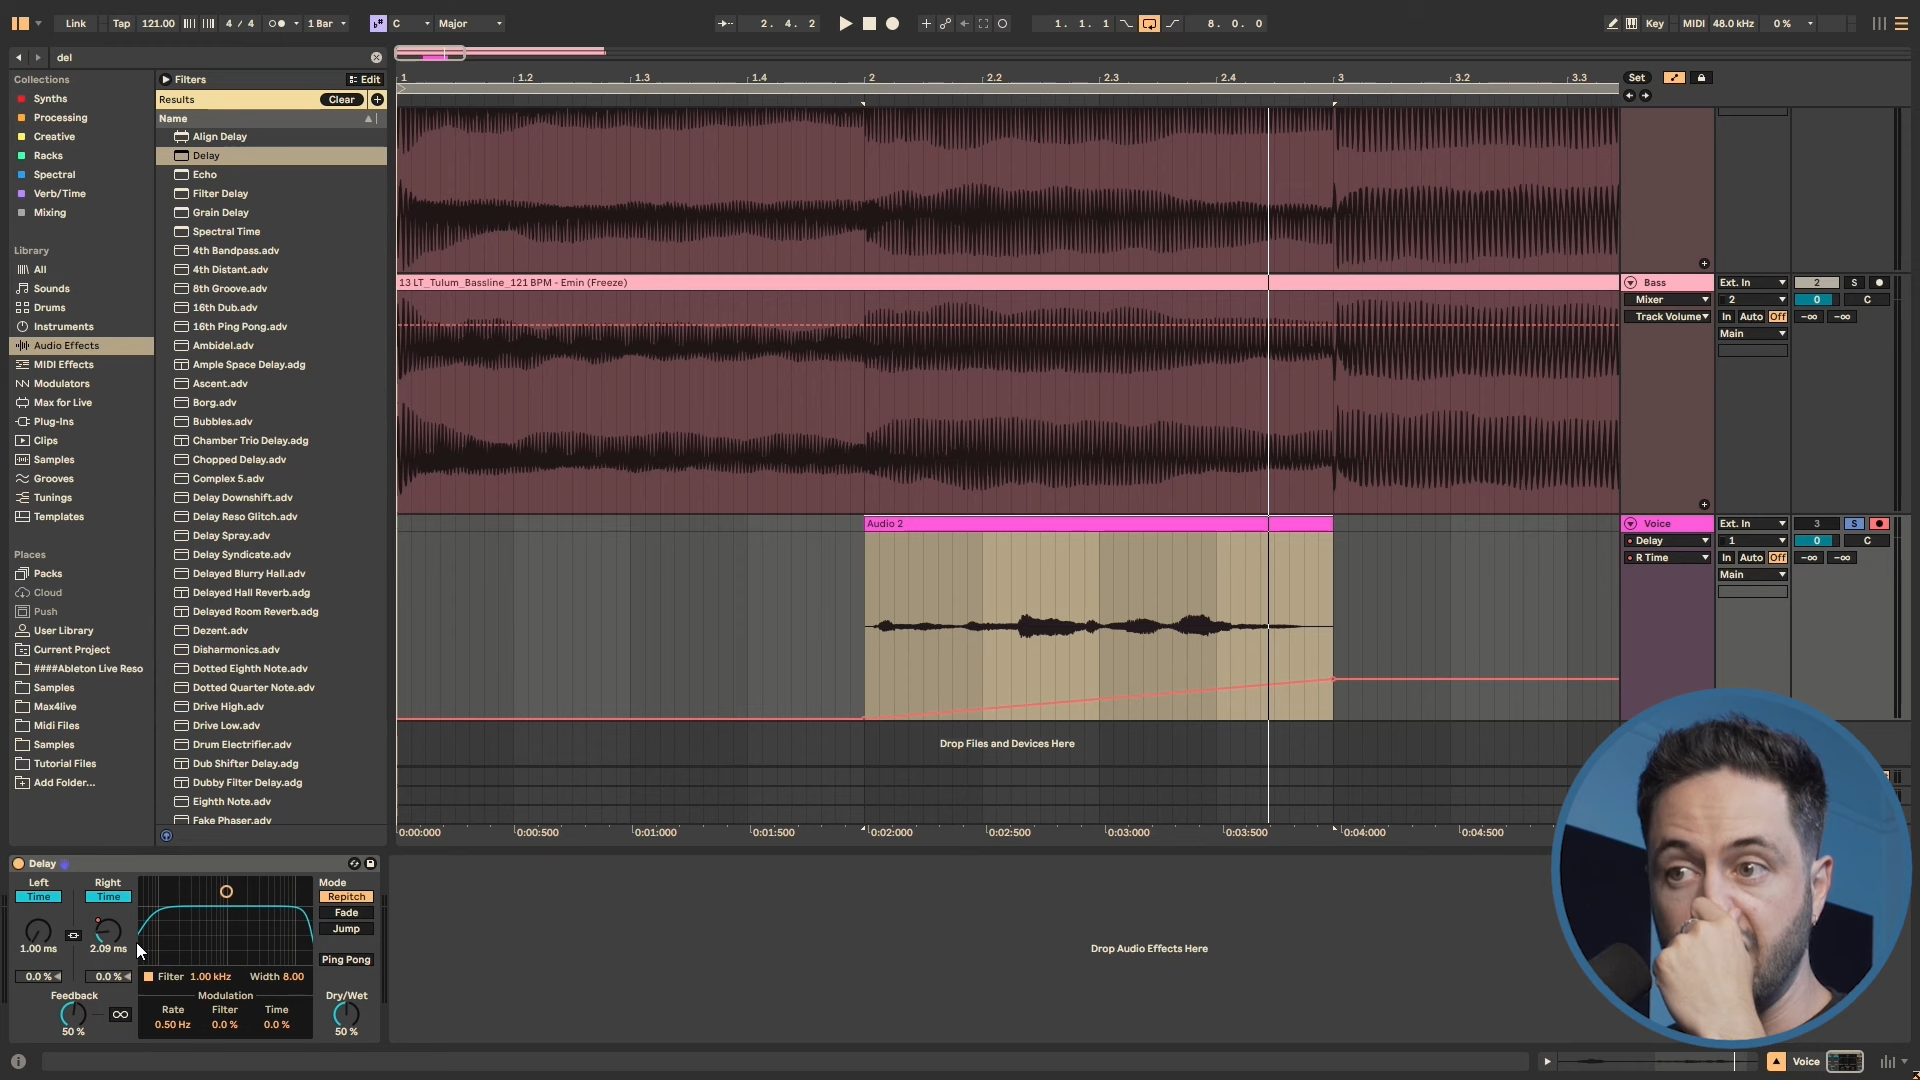 Link Tap 121.00 4 / 4 1 Bar C Major 2. 4. 2 1. 1. 1 8. 0. 0 Key MIDI 48.0 kHz 0 %
del
Collections
Synths
Processing
Creative
Racks
Spectral
Verb/Time
Mixing
Library
All
Sounds
Drums
Instruments
Audio Effects
MIDI Effects
Modulators
Max for Live
Plug-Ins
Clips
Samples
Grooves
Tunings
Templates
Places
Packs
Cloud
Push
User Library
Current Project
####Ableton Live Reso
Samples
Max4live
Midi Files
Samples
Tutorial Files
Add Folder...
Filters Edit
Results Clear
Name
Align Delay
Delay
Echo
Filter Delay
Grain Delay
Spectral Time
4th Bandpass.adv
4th Distant.adv
8th Groove.adv
16th Dub.adv
16th Ping Pong.adv
Ambidel.adv
Ample Space Delay.adg
Ascent.adv
Borg.adv
Bubbles.adv
Chamber Trio Delay.adg
Chopped Delay.adv
Complex 5.adv
Delay Downshift.adv
Delay Reso Glitch.adv
Delay Spray.adv
Delay Syndicate.adv
Delayed Blurry Hall.adv
Delayed Hall Reverb.adg
Delayed Room Reverb.adg
Dezent.adv
Disharmonics.adv
Dotted Eighth Note.adv
Dotted Quarter Note.adv
Drive High.adv
Drive Low.adv
Drum Electrifier.adv
Dub Shifter Delay.adg
Dubby Filter Delay.adg
Eighth Note.adv
Fake Phaser.adv
1 1.2 1.3 1.4 2 2.2 2.3 2.4 3 3.2 3.3 Set
13 LT_Tulum_Bassline_121 BPM - Emin (Freeze)
Bass Ext. In 2 S
Mixer 2 0 C
Track Volume In Auto Off -∞ -∞
Main
Audio 2
Voice Ext. In 3 S
Delay 1 0 C
R Time In Auto Off -∞ -∞
Main
Drop Files and Devices Here
0:00:000 0:00:500 0:01:000 0:01:500 0:02:000 0:02:500 0:03:000 0:03:500 0:04:000 0:04:500
Delay
Left Right Mode
Time Time Repitch
Fade
Jump
1.00 ms 2.09 ms
Ping Pong
0.0 % 0.0 % Filter 1.00 kHz Width 8.00
Feedback Modulation Dry/Wet
Rate Filter Time
50 % 0.50 Hz 0.0 % 0.0 % 50 %
Drop Audio Effects Here
Voice